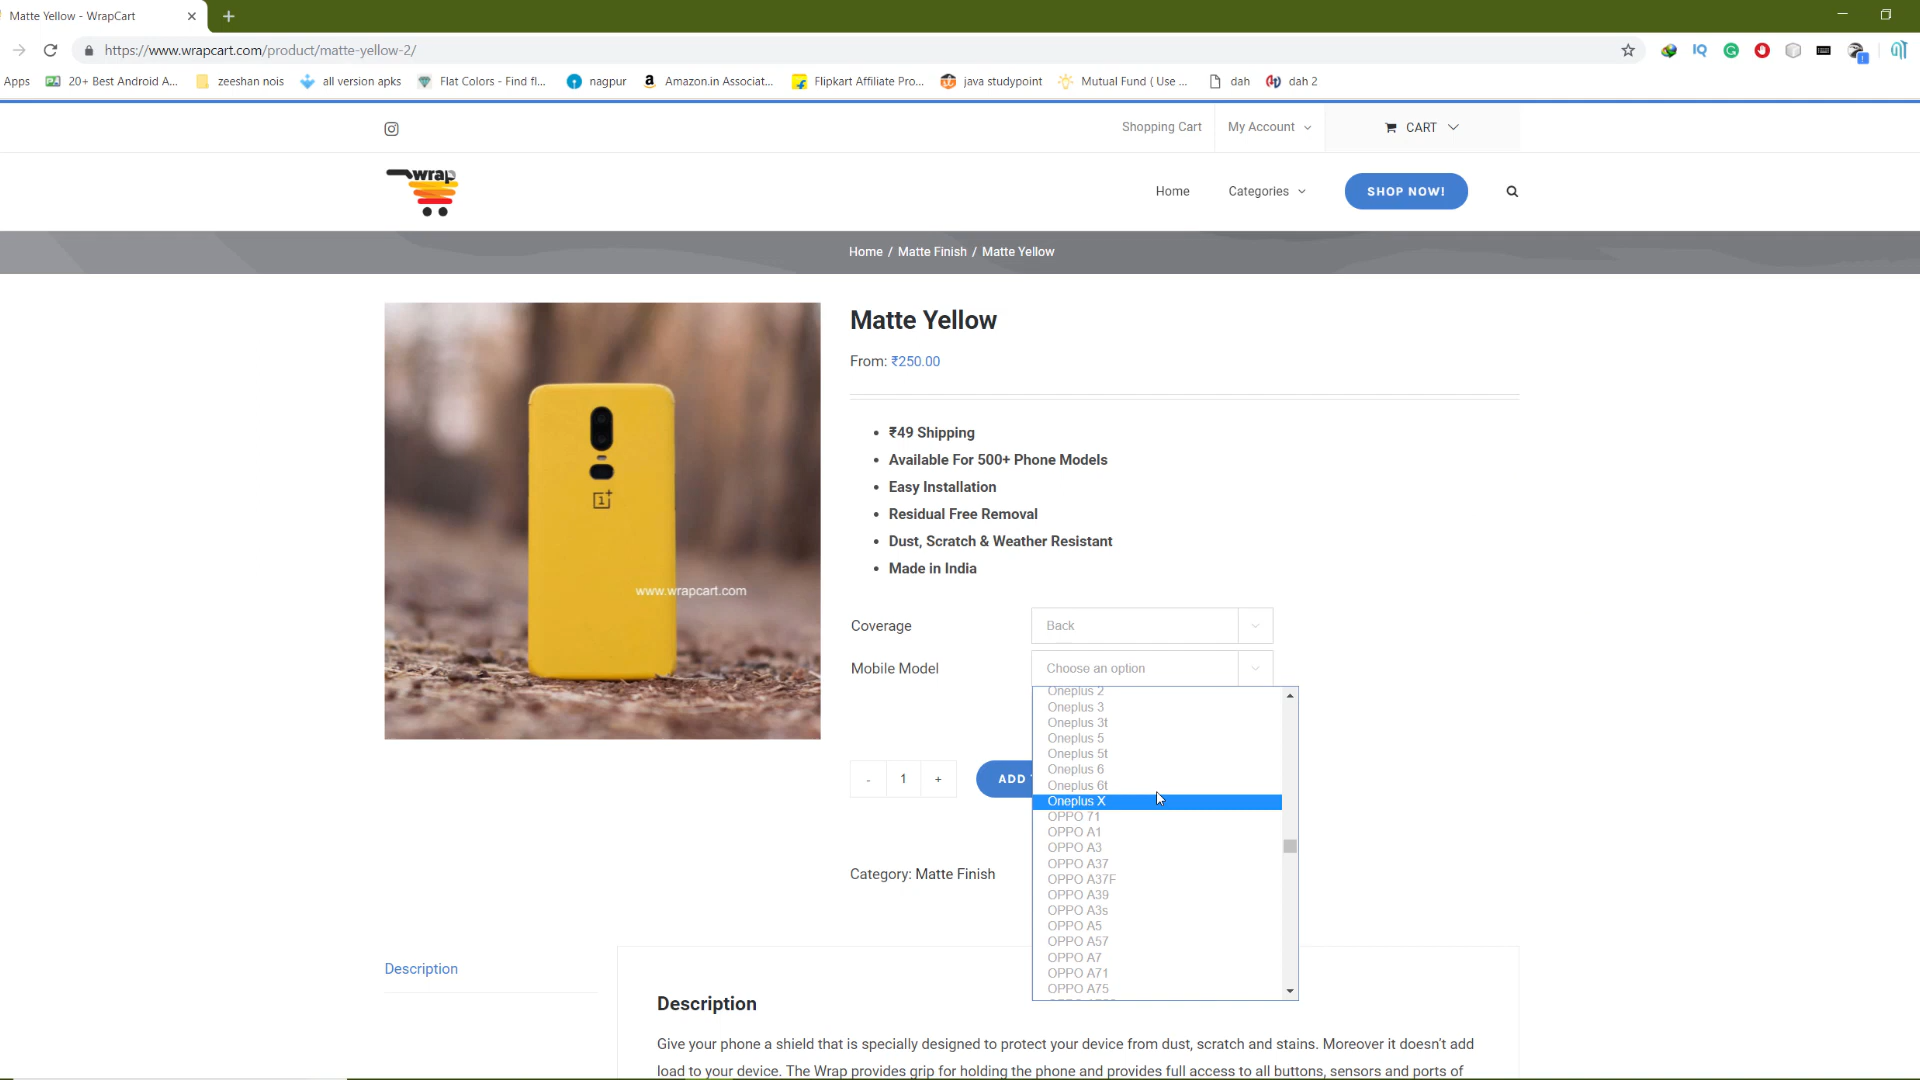 Matte Yellow - WrapCart
https://www.wrapcart.com/product/matte-yellow-2/
Apps 20+ Best Android A... zeeshan nois all version apks Flat Colors - Find fl... nagpur Amazon.in Associat... Flipkart Affiliate Pro... java studypoint Mutual Fund ( Use ... dah dah 2
Shopping Cart My Account CART
wrap
Home Categories SHOP NOW!
Home / Matte Finish / Matte Yellow
Matte Yellow
From: ₹250.00
• ₹49 Shipping
• Available For 500+ Phone Models
• Easy Installation
• Residual Free Removal
• Dust, Scratch & Weather Resistant
• Made in India
www.wrapcart.com
Coverage Back
Mobile Model Choose an option
Oneplus 2
Oneplus 3
Oneplus 3t
Oneplus 5
Oneplus 5t
Oneplus 6
Oneplus 6t
Oneplus X
OPPO 71
OPPO A1
OPPO A3
OPPO A37
OPPO A37F
OPPO A39
OPPO A3s
OPPO A5
OPPO A57
OPPO A7
OPPO A71
OPPO A75
- 1 + ADD
Category: Matte Finish
Description
Description
Give your phone a shield that is specially designed to protect your device from dust, scratch and stains. Moreover it doesn't add
load to your device. The Wrap provides grip for holding the phone and provides full access to all buttons, sensors and ports of